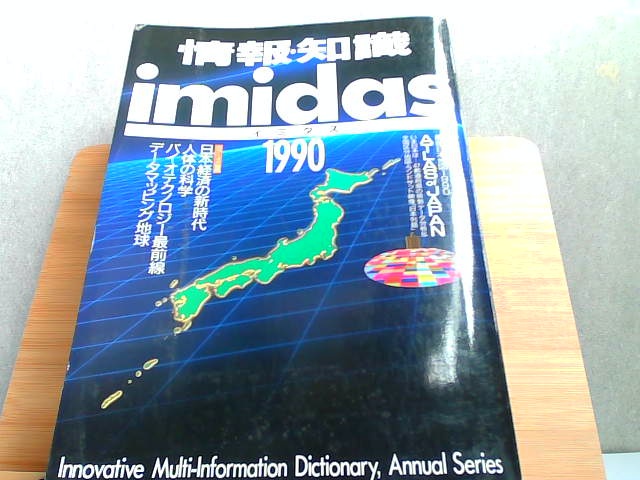 情報・知識
imidas
イミダス
1990
日本経済の新時代
人体の科学
バイオテクノロジー最前線
データマッピング地球
ATLAS of JAPAN
Innovative Multi-Information Dictionary, Annual Series